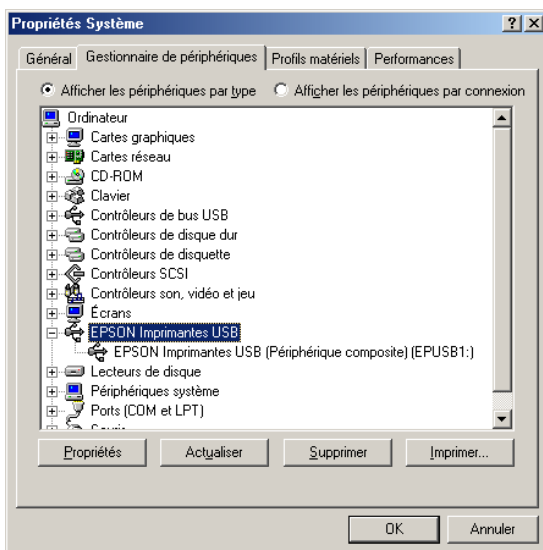 Propriétés Système
Général Gestionnaire de périphériques Profils matériels Performances
Afficher les périphériques par type Afficher les périphériques par connexion
Ordinateur
Cartes graphiques
Cartes réseau
CD-ROM
Clavier
Contrôleurs de bus USB
Contrôleurs de disque dur
Contrôleurs de disquette
Contrôleurs SCSI
Contrôleurs son, vidéo et jeu
Écrans
EPSON Imprimantes USB
EPSON Imprimantes USB (Périphérique composite) (EPUSB1:)
Lecteurs de disque
Périphériques système
Ports (COM et LPT)
Propriétés Actualiser Supprimer Imprimer...
OK Annuler